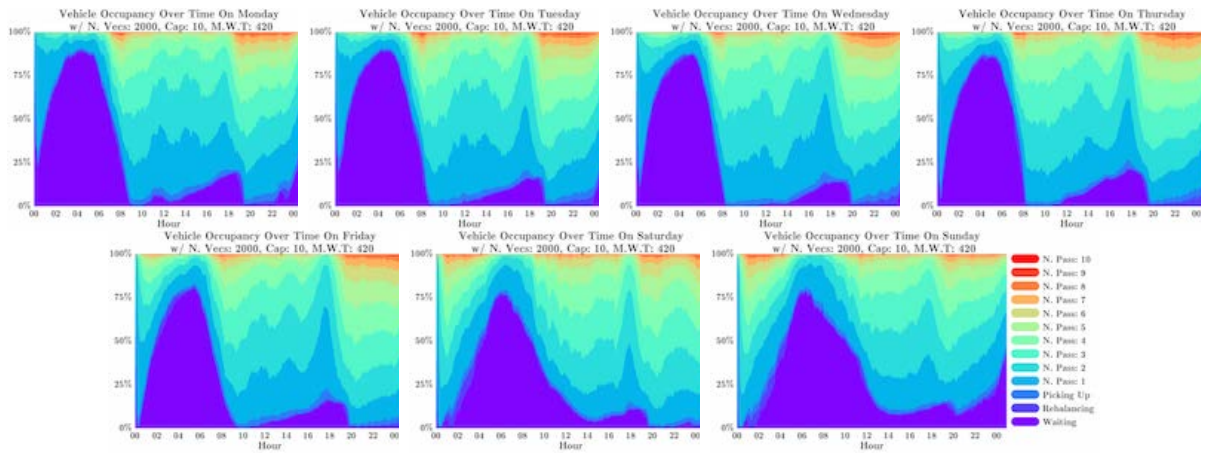 Vehicle Occupancy Over Time On Monday
w/ N. Vecs: 2000, Cap: 10, M.W.T: 420
100%
75%
50%
25%
0%
00 02 04 06 08 10 12 14 16 18 20 22 00
Hour
Vehicle Occupancy Over Time On Tuesday
w/ N. Vecs: 2000, Cap: 10, M.W.T: 420
100%
75%
50%
25%
0%
00 02 04 06 08 10 12 14 16 18 20 22 00
Hour
Vehicle Occupancy Over Time On Wednesday
w/ N. Vecs: 2000, Cap: 10, M.W.T: 420
100%
75%
50%
25%
0%
00 02 04 06 08 10 12 14 16 18 20 22 00
Hour
Vehicle Occupancy Over Time On Thursday
w/ N. Vecs: 2000, Cap: 10, M.W.T: 420
100%
75%
50%
25%
0%
00 02 04 06 08 10 12 14 16 18 20 22 00
Hour
Vehicle Occupancy Over Time On Friday
w/ N. Vecs: 2000, Cap: 10, M.W.T: 420
100%
75%
50%
25%
0%
00 02 04 06 08 10 12 14 16 18 20 22 00
Hour
Vehicle Occupancy Over Time On Saturday
w/ N. Vecs: 2000, Cap: 10, M.W.T: 420
100%
75%
50%
25%
0%
00 02 04 06 08 10 12 14 16 18 20 22 00
Hour
Vehicle Occupancy Over Time On Sunday
w/ N. Vecs: 2000, Cap: 10, M.W.T: 420
100%
75%
50%
25%
0%
00 02 04 06 08 10 12 14 16 18 20 22 00
Hour
N. Pass: 10
N. Pass: 9
N. Pass: 8
N. Pass: 7
N. Pass: 6
N. Pass: 5
N. Pass: 4
N. Pass: 3
N. Pass: 2
N. Pass: 1
Picking Up
Rebalancing
Waiting